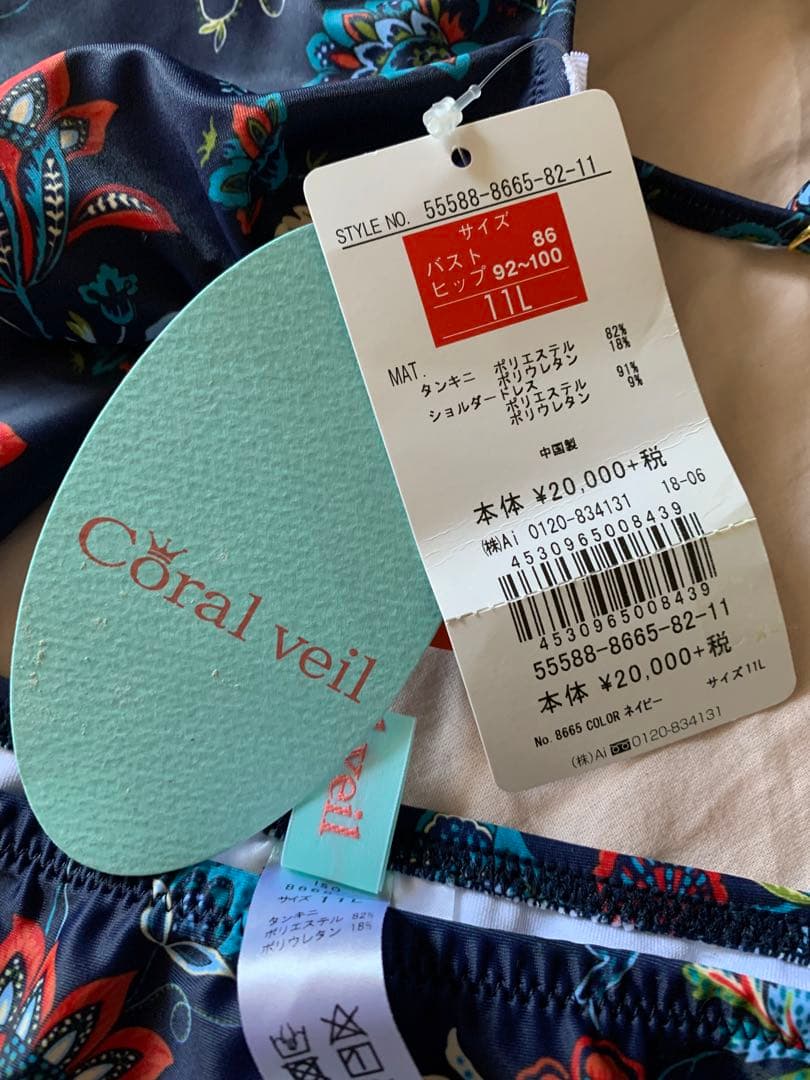 STYLE NO. 55588-8665-82-11
サイズ
バスト 86
ヒップ 92~100
11L
MAT.
タンキニ ポリエステル 82%
ポリウレタン 18%
ショルダードレス
ポリエステル 91%
ポリウレタン 9%
中国製
本体 ¥20,000+税
㈱Ai 0120-834131 18-06
4530965008439
4530965008439
55588-8665-82-11
本体 ¥20,000+税
No. 8665 COLOR ネイビー サイズ11L
(株)Ai 0120-834131
Coral veil
veil
サイズ 11L
タンキニ
ポリエステル 82%
ポリウレタン 18%